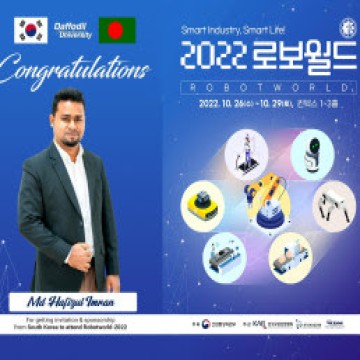 Daffodil
University
Congratulations
Md Hafizul Imran
For getting invitation & sponsorship
from South Korea to attend Robotworld-2022
Smart Industry, Smart Life!
2022 로보월드
ROBOTWORLD.
2022. 10. 26(수) ~ 10. 29(토), 킨텍스 1-3홀